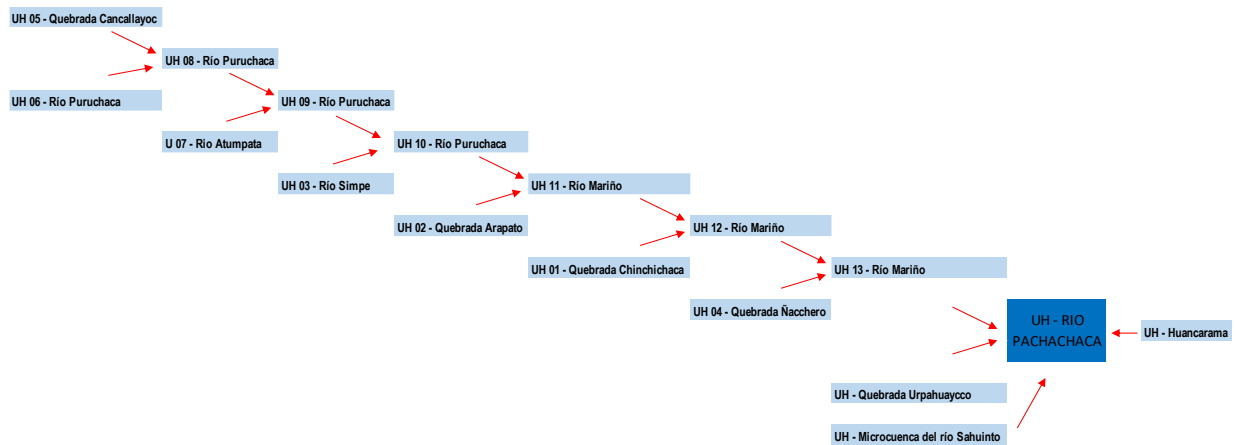 UH 05 - Quebrada Cancallayoc
UH 08 - Río Puruchaca
UH 06 - Río Puruchaca
UH 09 - Río Puruchaca
U 07 - Rio Atumpata
UH 10 - Río Puruchaca
UH 03 - Río Simpe
UH 11 - Río Mariño
UH 02 - Quebrada Arapato
UH 12 - Río Mariño
UH 01 - Quebrada Chinchichaca
UH 13 - Río Mariño
UH 04 - Quebrada Ñacchero
UH - RIO
PACHACHACA
UH - Huancarama
UH - Quebrada Urpahuaycco
UH - Microcuenca del río Sahuinto